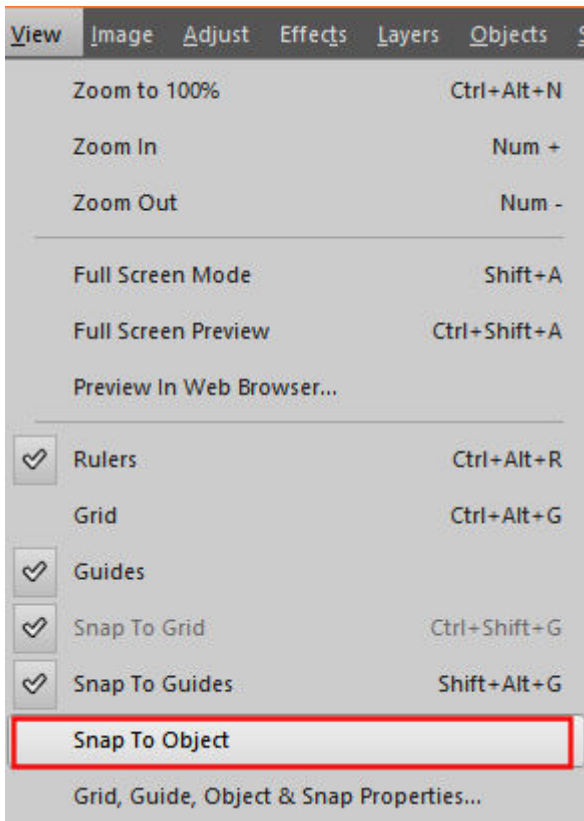 View Image Adjust Effects Layers Objects
Zoom to 100% Ctrl+Alt+N
Zoom In Num +
Zoom Out Num -
Full Screen Mode Shift+A
Full Screen Preview Ctrl+Shift+A
Preview In Web Browser...
Rulers Ctrl+Alt+R
Grid Ctrl+Alt+G
Guides
Snap To Grid Ctrl+Shift+G
Snap To Guides Shift+Alt+G
Snap To Object
Grid, Guide, Object & Snap Properties...